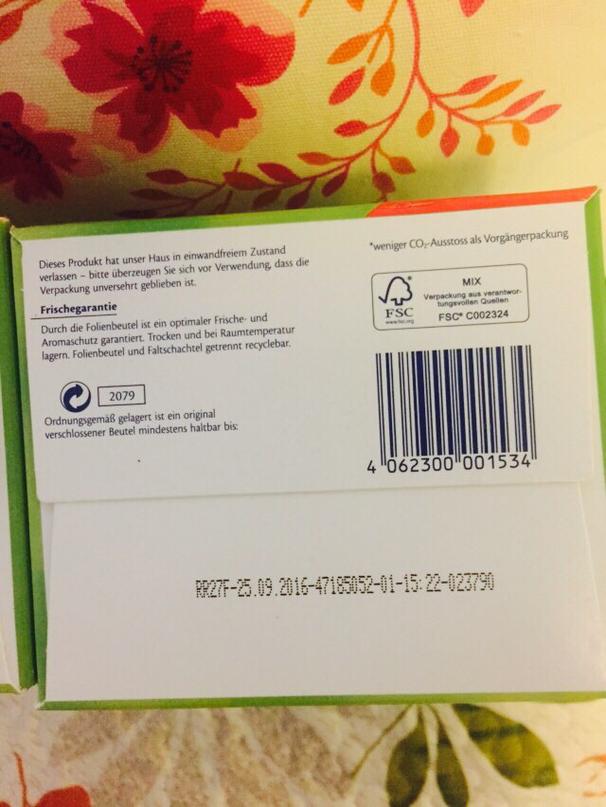 Dieses Produkt hat unser Haus in einwandfreiem Zustand
verlassen – bitte überzeugen Sie sich vor Verwendung, dass die
Verpackung unversehrt geblieben ist.
Frischegarantie
Durch die Folienbeutel ist ein optimaler Frische- und
Aromaschutz garantiert. Trocken und bei Raumtemperatur
lagern. Folienbeutel und Faltschachtel getrennt recyclebar.
2079
Ordnungsgemäß gelagert ist ein original
verschlossener Beutel mindestens haltbar bis:
*weniger CO₂-Ausstoss als Vorgängerpackung
FSC
www.fsc.org
MIX
Verpackung aus verantwor-
tungsvollen Quellen
FSC® C002324
4 062300 001534
RR27F-25.09.2016-47185052-01-15:22-023790